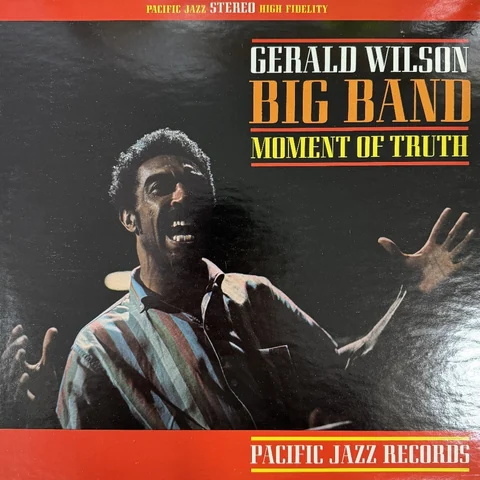 PACIFIC JAZZ STEREO HIGH FIDELITY
GERALD WILSON
BIG BAND
MOMENT OF TRUTH
PACIFIC JAZZ RECORDS